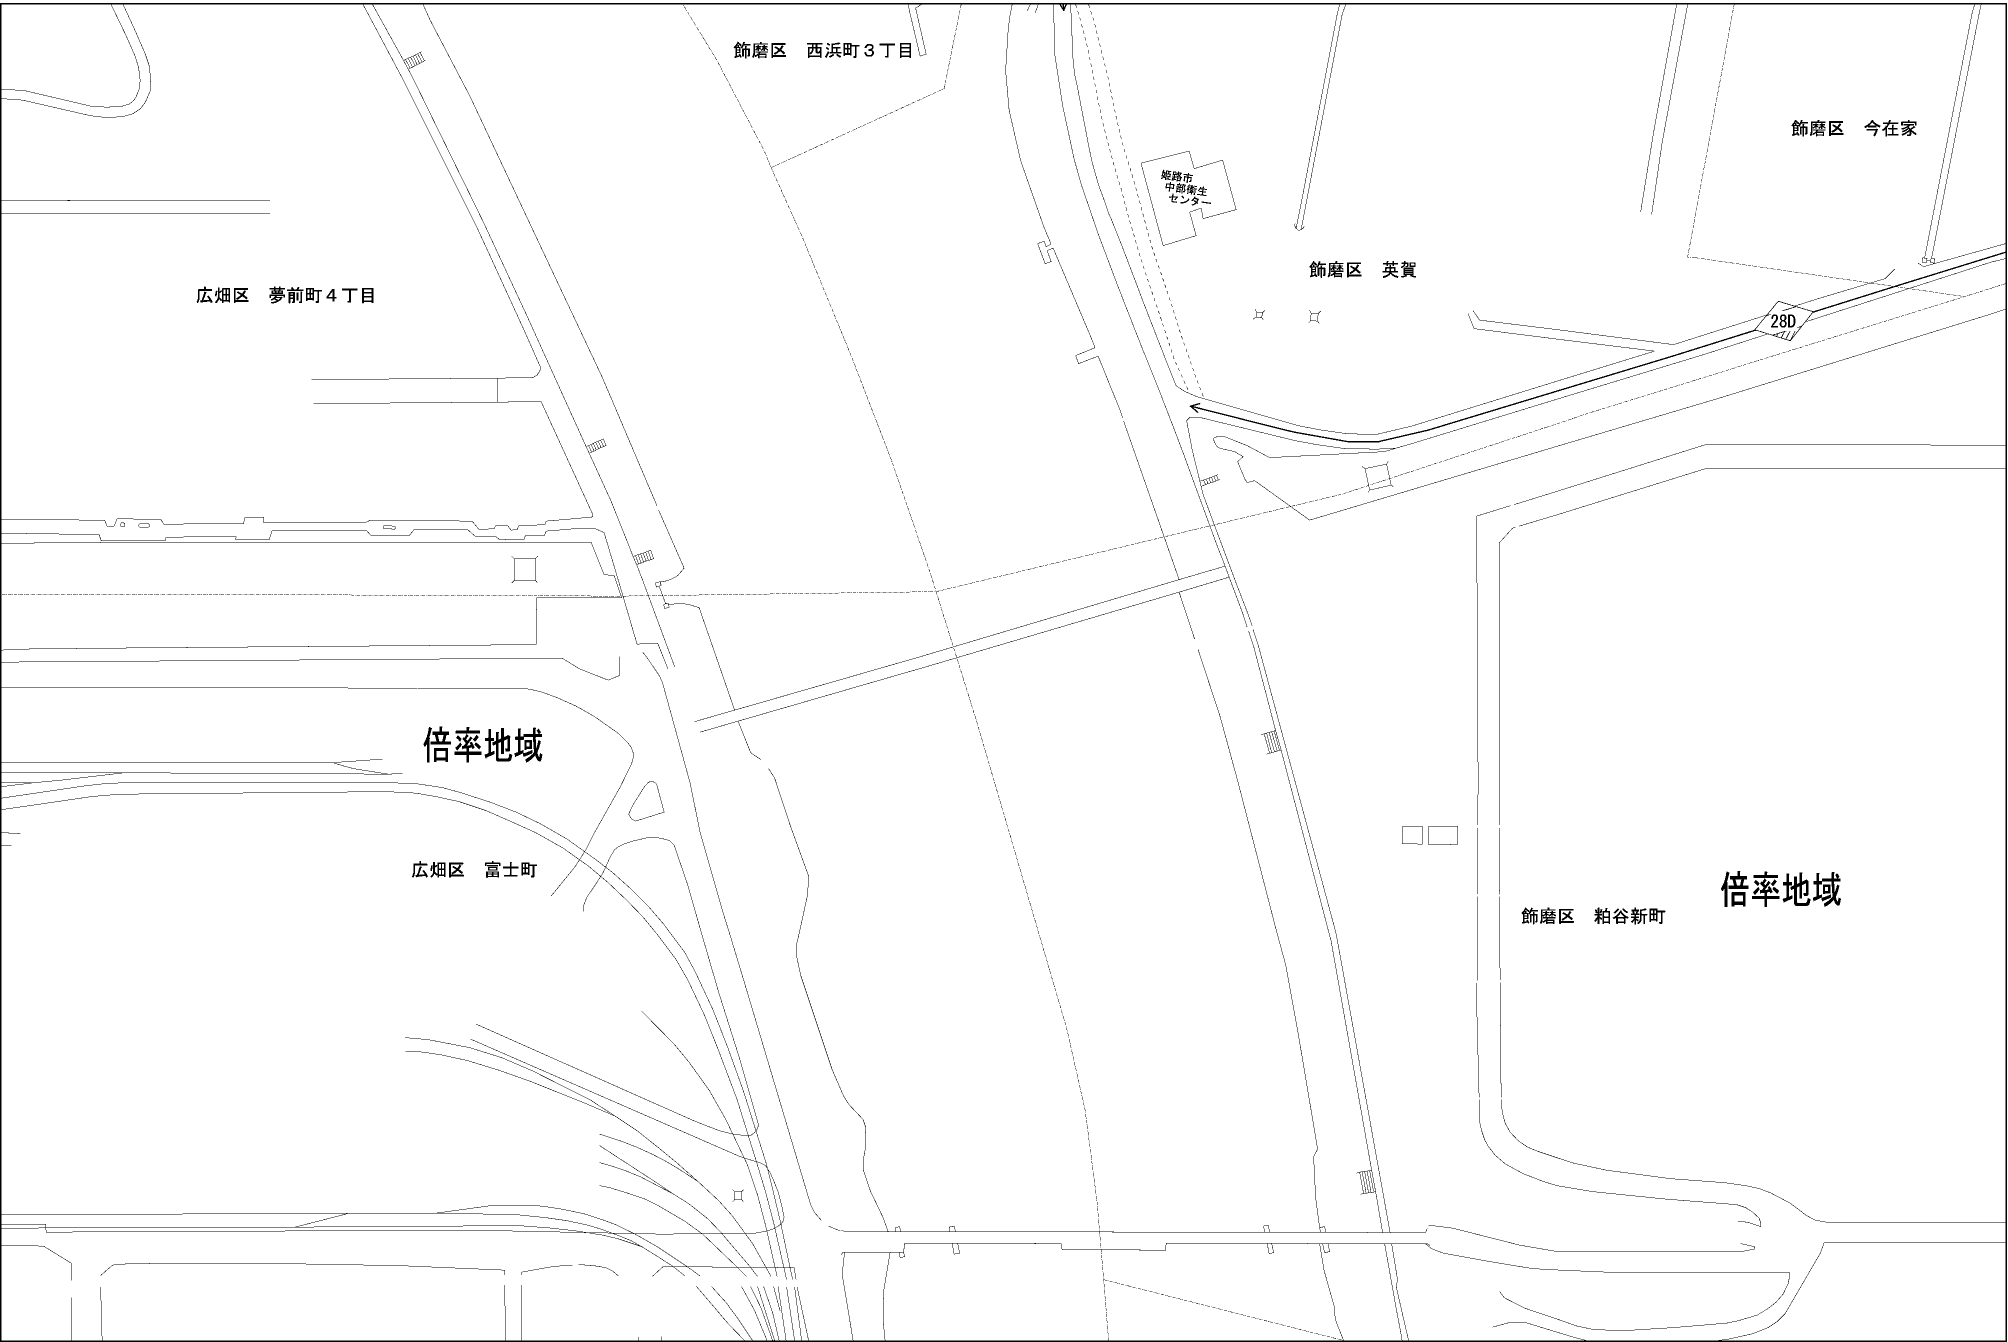 飾磨区　西浜町３丁目
飾磨区　今在家
姫路市
中部衛生
センター
飾磨区　英賀
広畑区　夢前町４丁目
28D
倍率地域
広畑区　富士町
倍率地域
飾磨区　粕谷新町